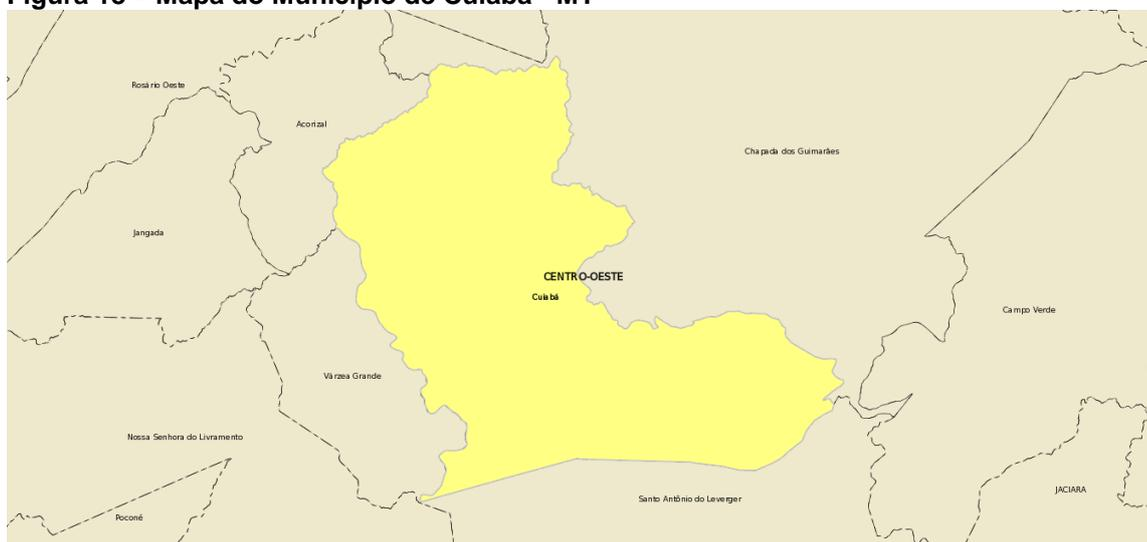 Figura 10 – Mapa do Município de Cuiabá - MT
Rosário Oeste
Acorizal
Chapada dos Guimarães
Jangada
CENTRO-OESTE
Cuiabá
Campo Verde
Várzea Grande
Nossa Senhora do Livramento
Santo Antônio do Leverger
JACIARA
Poconé